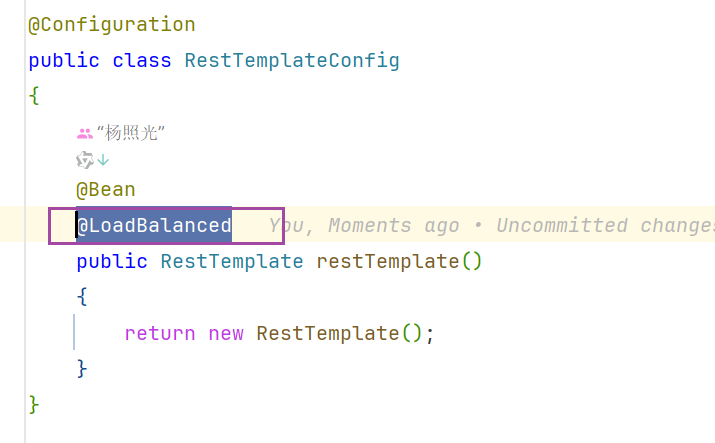 @Configuration
public class RestTemplateConfig
{
“杨照光”
@Bean
@LoadBalanced You, Moments ago • Uncommitted changes
public RestTemplate restTemplate()
{
return new RestTemplate();
}
}